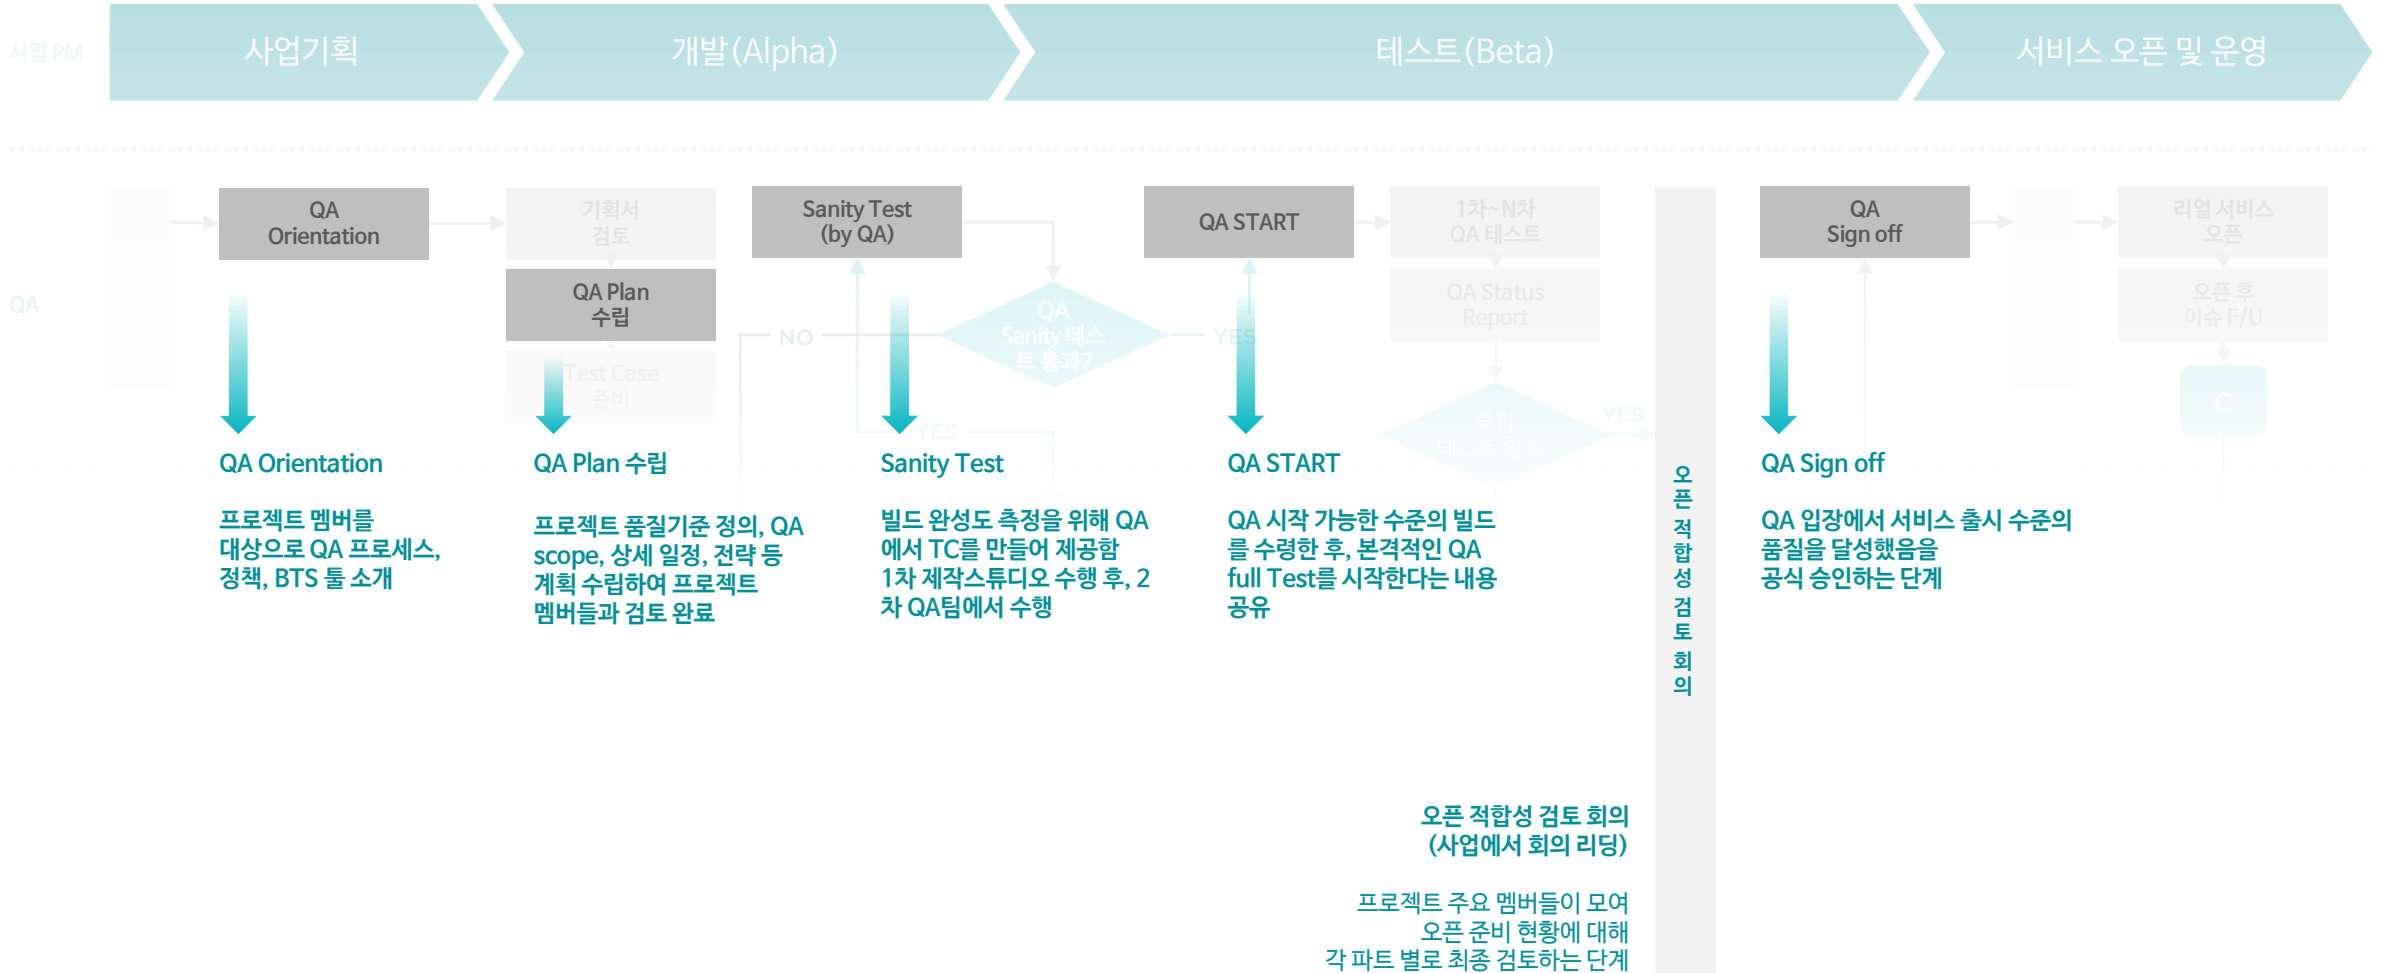 사업 PM
사업기획
개발(Alpha)
테스트(Beta)
서비스 오픈 및 운영
QA
QA
Orientation
기획서
검토
QA Plan
수립
Test Case
준비
Sanity Test
(by QA)
QA
Sanity 테스
트 통과?
NO
YES
YES
QA START
1차~N차
QA 테스트
QA Status
Report
통합
테스트 완료?
YES
오픈 적합성 검토 회의
QA
Sign off
리얼 서비스
오픈
오픈 후
이슈 F/U
C
QA Orientation
프로젝트 멤버를
대상으로 QA 프로세스,
정책, BTS 툴 소개
QA Plan 수립
프로젝트 품질기준 정의, QA
scope, 상세 일정, 전략 등
계획 수립하여 프로젝트
멤버들과 검토 완료
Sanity Test
빌드 완성도 측정을 위해 QA
에서 TC를 만들어 제공함
1차 제작스튜디오 수행 후, 2
차 QA팀에서 수행
QA START
QA 시작 가능한 수준의 빌드
를 수령한 후, 본격적인 QA
full Test를 시작한다는 내용
공유
QA Sign off
QA 입장에서 서비스 출시 수준의
품질을 달성했음을
공식 승인하는 단계
오픈 적합성 검토 회의
(사업에서 회의 리딩)
프로젝트 주요 멤버들이 모여
오픈 준비 현황에 대해
각 파트 별로 최종 검토하는 단계